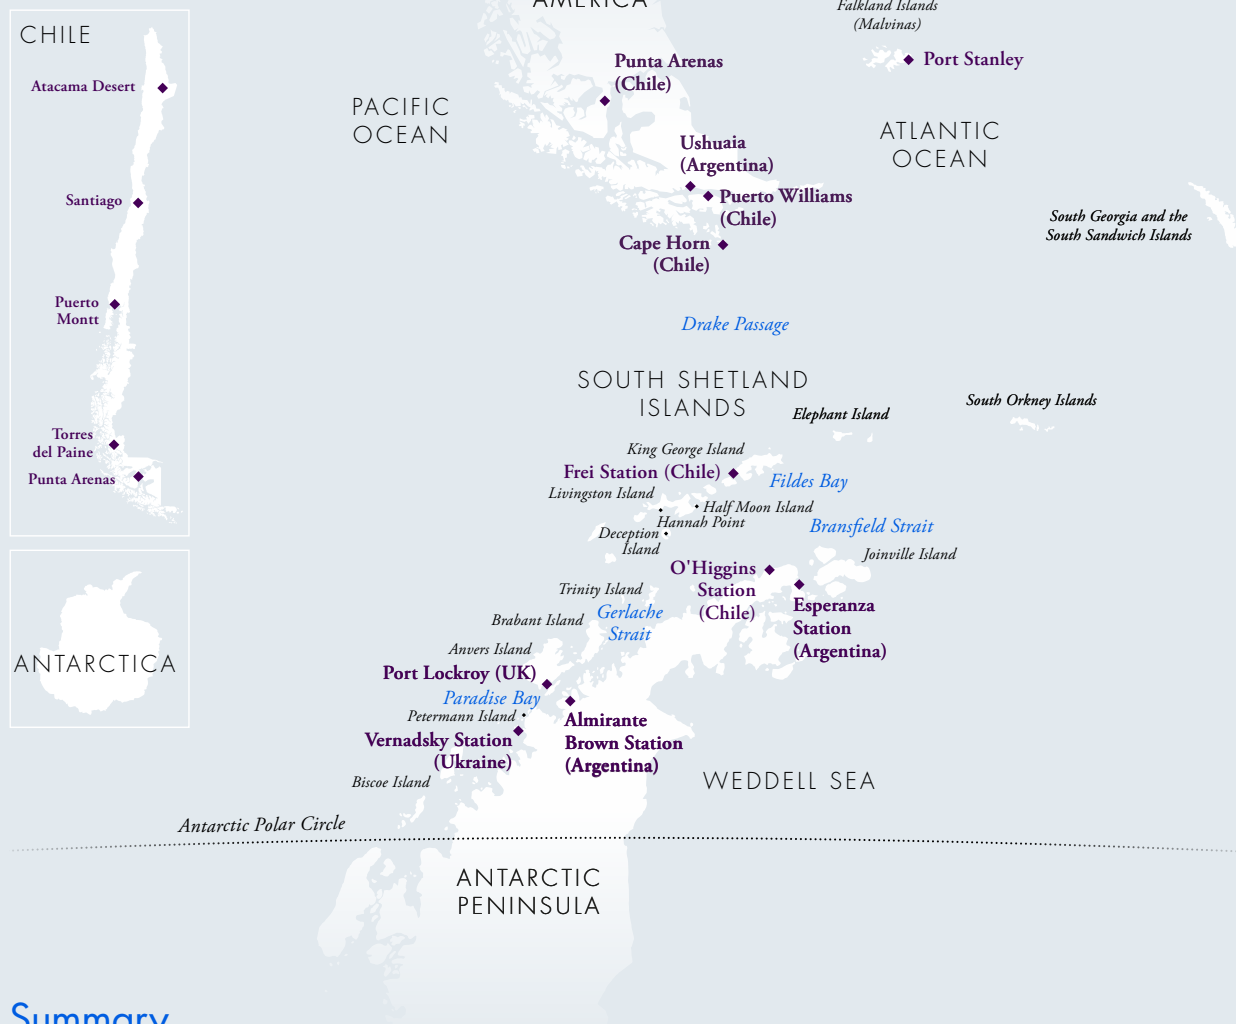 AMERICA
Falkland Islands
(Malvinas)
CHILE
Atacama Desert
Santiago
Puerto
Montt
Torres
del Paine
Punta Arenas
ANTARCTICA
Port Stanley
Punta Arenas
(Chile)
PACIFIC
OCEAN
ATLANTIC
OCEAN
Ushuaia
(Argentina)
Puerto Williams
(Chile)
Cape Horn
(Chile)
South Georgia and the
South Sandwich Islands
Drake Passage
SOUTH SHETLAND
ISLANDS
Elephant Island
South Orkney Islands
King George Island
Frei Station (Chile)
Fildes Bay
Livingston Island
Half Moon Island
Hannah Point
Deception
Island
Bransfield Strait
Joinville Island
O'Higgins
Station
(Chile)
Trinity Island
Esperanza
Station
(Argentina)
Gerlache
Strait
Brabant Island
Anvers Island
Port Lockroy (UK)
Paradise Bay
Petermann Island
Almirante
Brown Station
(Argentina)
Vernadsky Station
(Ukraine)
Biscoe Island
WEDDELL SEA
Antarctic Polar Circle
ANTARCTIC
PENINSULA
Summary